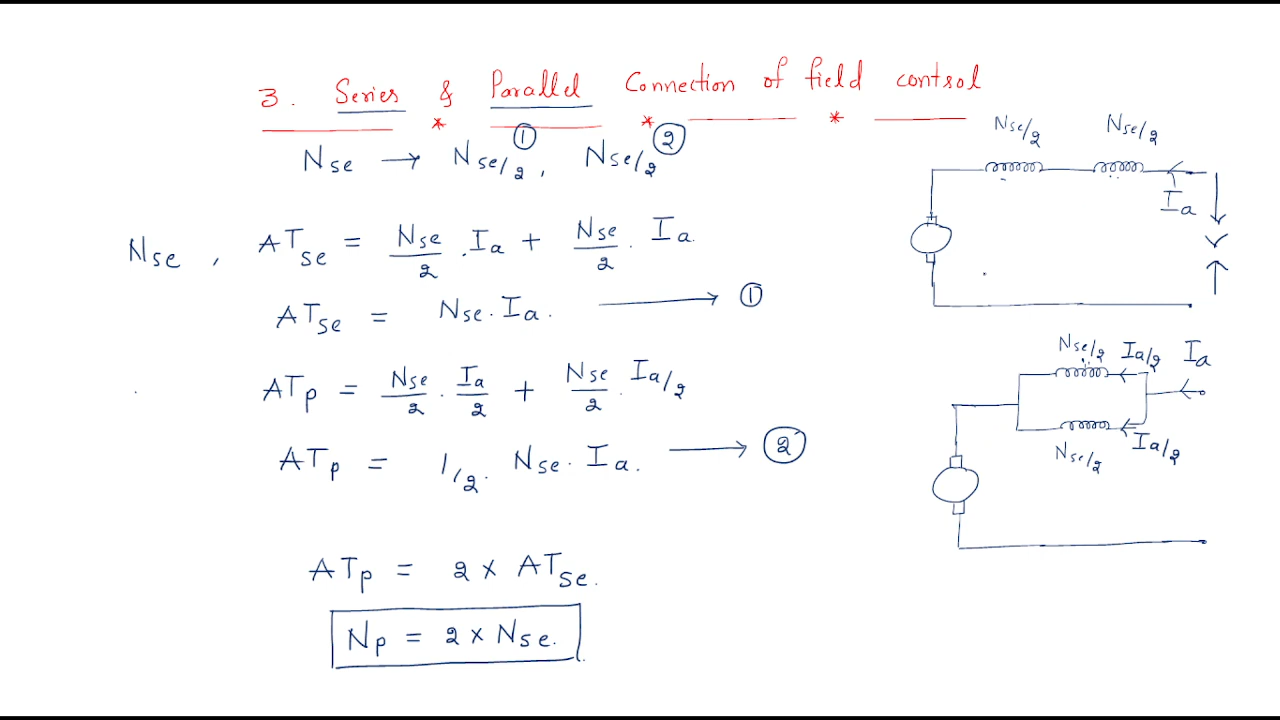 3. Series & Parallel Connection of field control
* * *
Nse → Nse/2 ①, Nse/2 ②
Nse , ATse = Nse/2 . Ia + Nse/2 . Ia
ATse = Nse . Ia. → ①
ATp = Nse/2 . Ia/2 + Nse/2 . Ia/2
ATp = 1/2 . Nse . Ia. → ②
ATp = 2 × ATse.
Np = 2 × Nse.
Nse/2 Nse/2
Ia
V
Nse/2 Ia/2 Ia
Nse/2 Ia/2